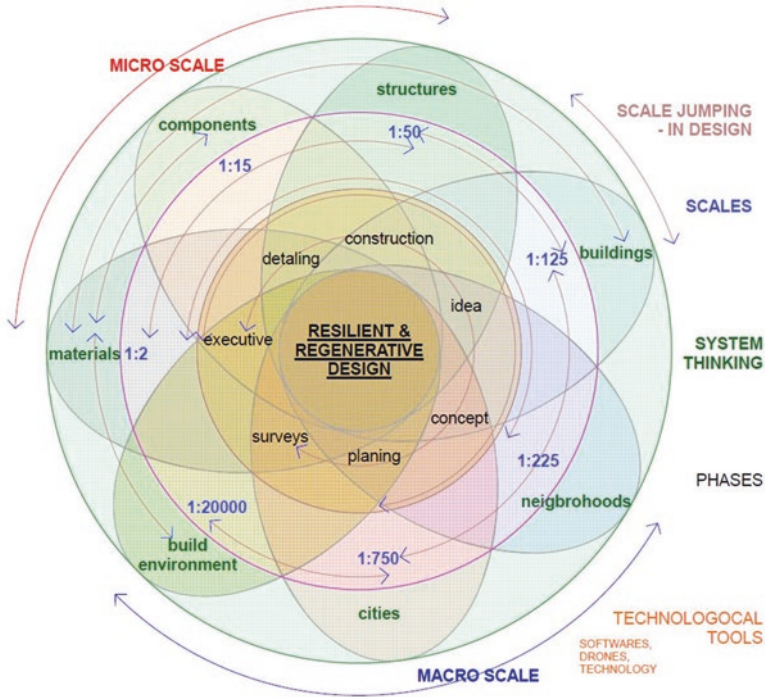 MICRO SCALE
structures
components
1:50
1:15
SCALE JUMPING
- IN DESIGN
SCALES
construction
detaling
1:125
buildings
idea
RESILIENT &
REGENERATIVE
DESIGN
executive
materials
1:2
SYSTEM
THINKING
concept
surveys
planing
1:225
PHASES
1:20000
neigbrohoods
build
environment
1:750
cities
TECHNOLOGOCAL
TOOLS
SOFTWARES,
DRONES,
TECHNOLOGY
MACRO SCALE